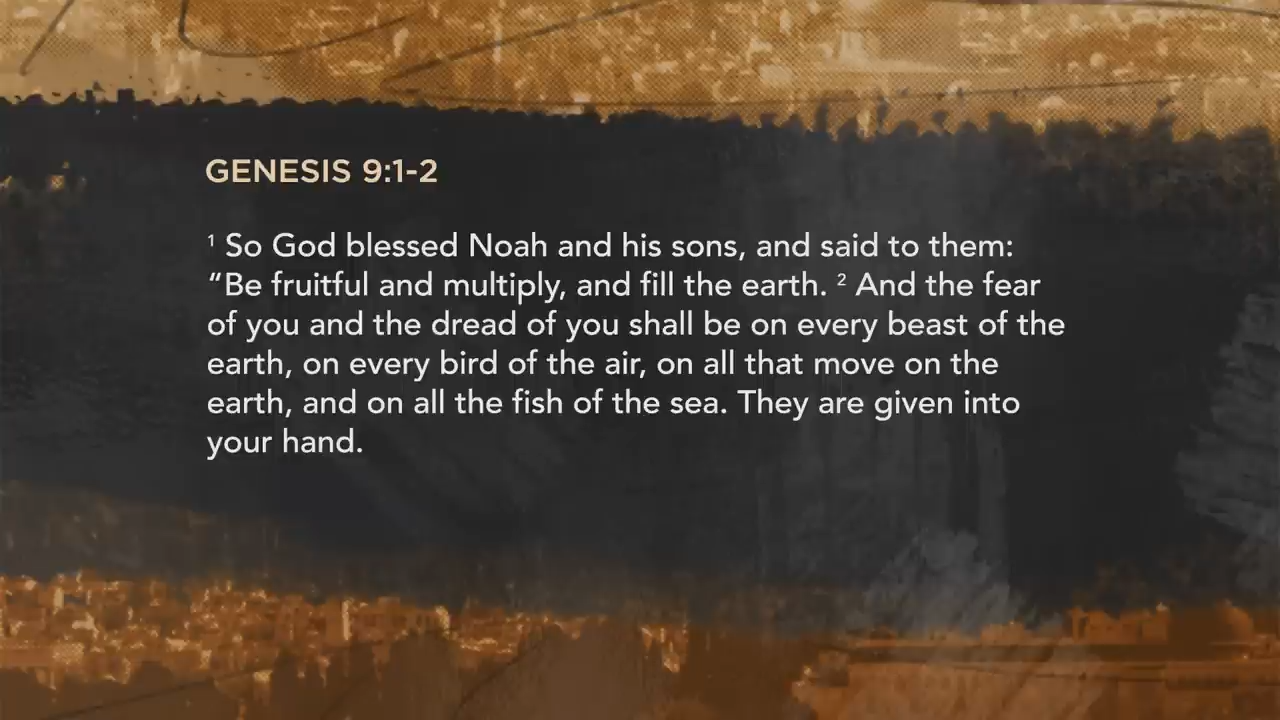 GENESIS 9:1-2
¹ So God blessed Noah and his sons, and said to them:
“Be fruitful and multiply, and fill the earth. ² And the fear
of you and the dread of you shall be on every beast of the
earth, on every bird of the air, on all that move on the
earth, and on all the fish of the sea. They are given into
your hand.